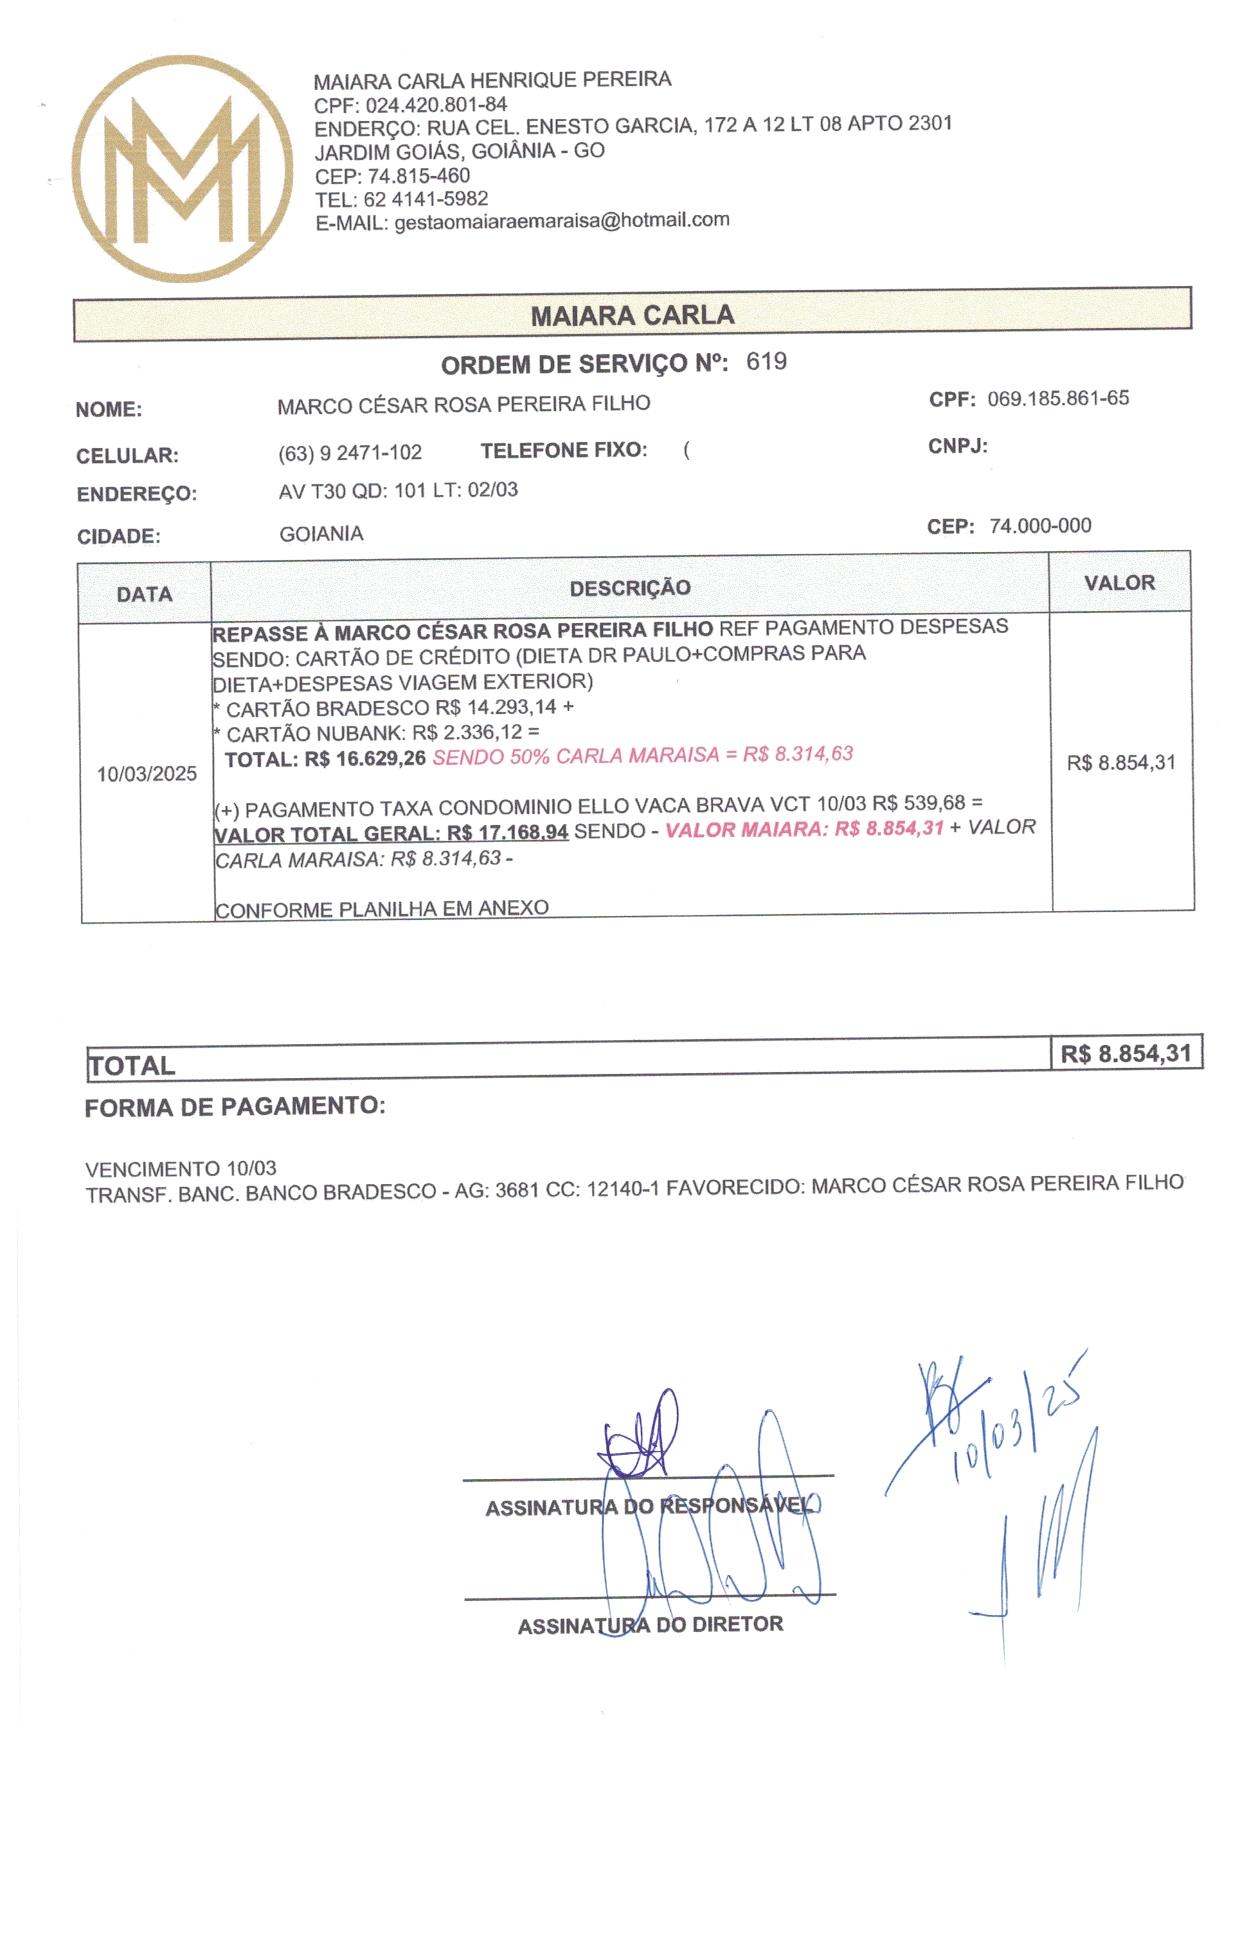 MAIARA CARLA HENRIQUE PEREIRA
CPF: 024.420.801-84
ENDERÇO: RUA CEL. ENESTO GARCIA, 172 A 12 LT 08 APTO 2301
JARDIM GOIÁS, GOIÂNIA - GO
CEP: 74.815-460
TEL: 62 4141-5982
E-MAIL: gestaomaiaraemaraisa@hotmail.com
MAIARA CARLA
ORDEM DE SERVIÇO Nº: 619
NOME: MARCO CÉSAR ROSA PEREIRA FILHO CPF: 069.185.861-65
CELULAR: (63) 9 2471-102 TELEFONE FIXO: ( CNPJ:
ENDEREÇO: AV T30 QD: 101 LT: 02/03
CIDADE: GOIANIA CEP: 74.000-000
DATA DESCRIÇÃO VALOR
REPASSE À MARCO CÉSAR ROSA PEREIRA FILHO REF PAGAMENTO DESPESAS
SENDO: CARTÃO DE CRÉDITO (DIETA DR PAULO+COMPRAS PARA
DIETA+DESPESAS VIAGEM EXTERIOR)
* CARTÃO BRADESCO R$ 14.293,14 +
* CARTÃO NUBANK: R$ 2.336,12 =
TOTAL: R$ 16.629,26 SENDO 50% CARLA MARAISA = R$ 8.314,63
10/03/2025 R$ 8.854,31
(+) PAGAMENTO TAXA CONDOMINIO ELLO VACA BRAVA VCT 10/03 R$ 539,68 =
VALOR TOTAL GERAL: R$ 17.168,94 SENDO - VALOR MAIARA: R$ 8.854,31 + VALOR
CARLA MARAISA: R$ 8.314,63 -
CONFORME PLANILHA EM ANEXO
TOTAL R$ 8.854,31
FORMA DE PAGAMENTO:
VENCIMENTO 10/03
TRANSF. BANC. BANCO BRADESCO - AG: 3681 CC: 12140-1 FAVORECIDO: MARCO CÉSAR ROSA PEREIRA FILHO
10/03/25
ASSINATURA DO RESPONSÁVEL
ASSINATURA DO DIRETOR